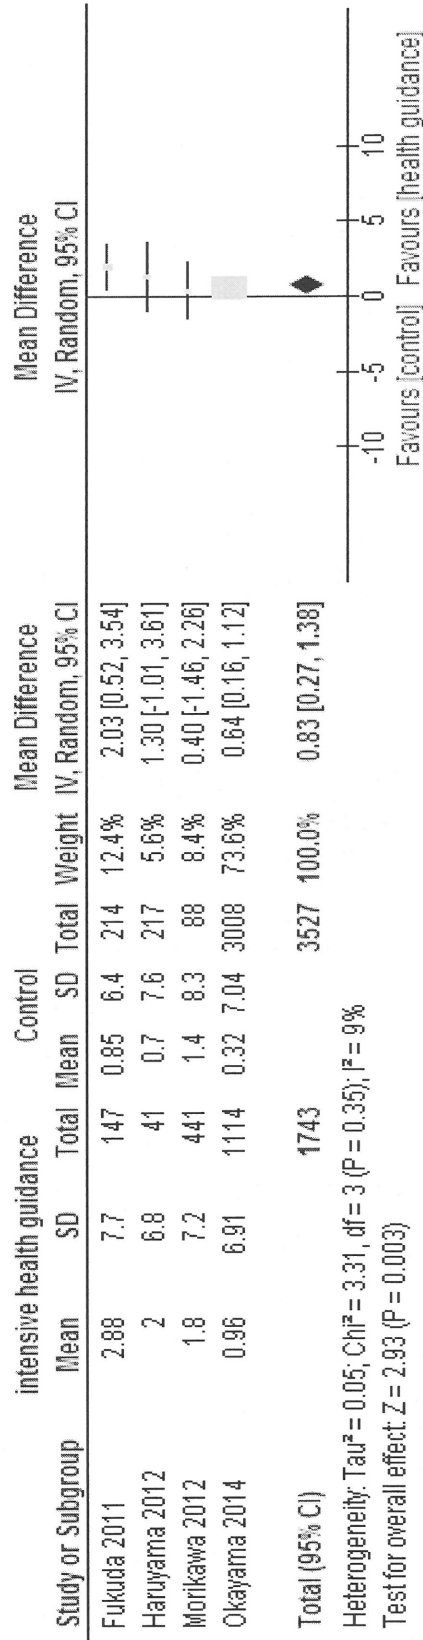 intensive health guidance Control Mean Difference Mean Difference
Study or Subgroup Mean SD Total Mean SD Total Weight IV, Random, 95% CI IV, Random, 95% CI
Fukuda 2011 2.88 7.7 147 0.85 6.4 214 12.4% 2.03 [0.52, 3.54]
Haruyama 2012 2 6.8 41 0.7 7.6 217 5.6% 1.30 [-1.01, 3.61]
Morikawa 2012 1.8 7.2 441 1.4 8.3 88 8.4% 0.40 [-1.46, 2.26]
Okayama 2014 0.96 6.91 1114 0.32 7.04 3008 73.6% 0.64 [0.16, 1.12]
Total (95% CI) 1743 3527 100.0% 0.83 [0.27, 1.38]
Heterogeneity: Tau² = 0.05; Chi² = 3.31, df = 3 (P = 0.35); I² = 9%
Test for overall effect: Z = 2.93 (P = 0.003)
-10 -5 0 5 10
Favours [control] Favours [health guidance]